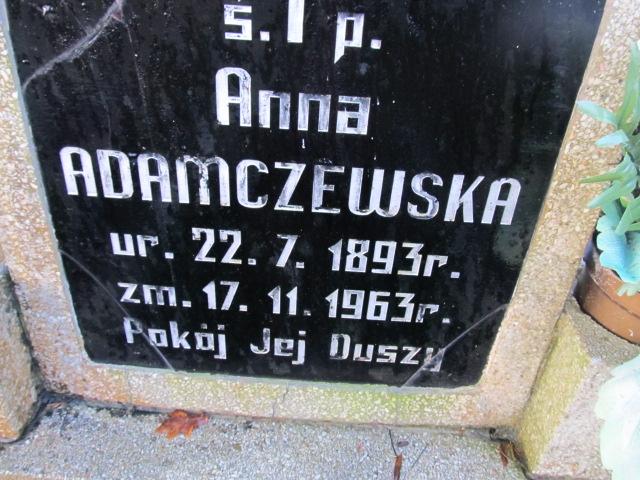 ś.†p.
Anna
ADAMCZEWSKA
ur. 22. 7. 1893r.
zm. 17. 11. 1963r.
Pokój Jej Duszy